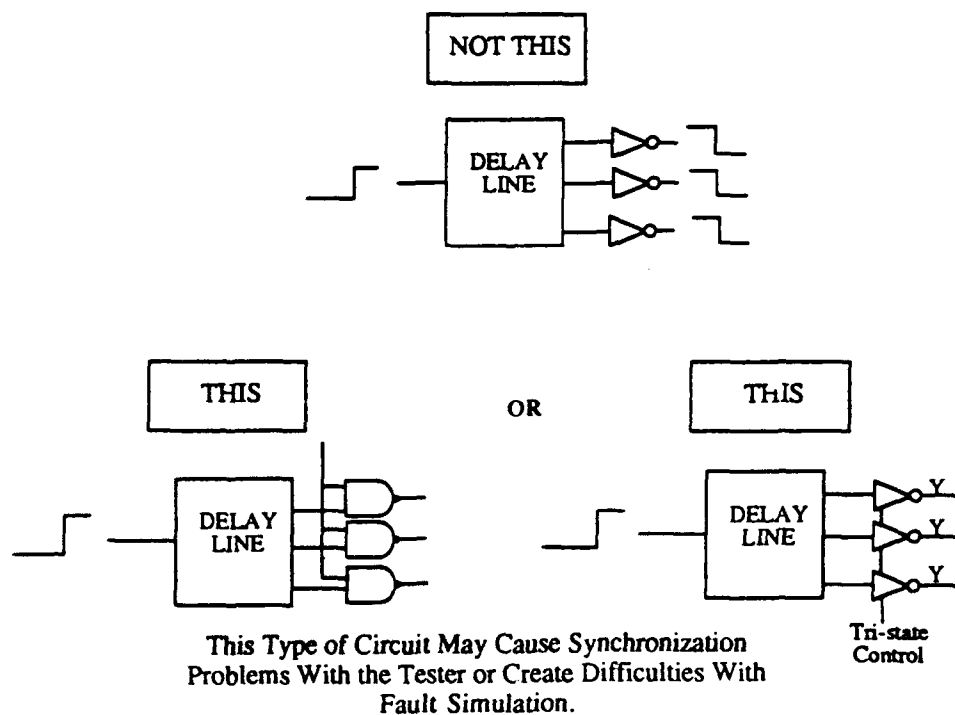 NOT THIS
DELAY
LINE
THIS
OR
THIS
DELAY
LINE
DELAY
LINE
Y
Y
Y
Tri-state
Control
This Type of Circuit May Cause Synchronization
Problems With the Tester or Create Difficulties With
Fault Simulation.